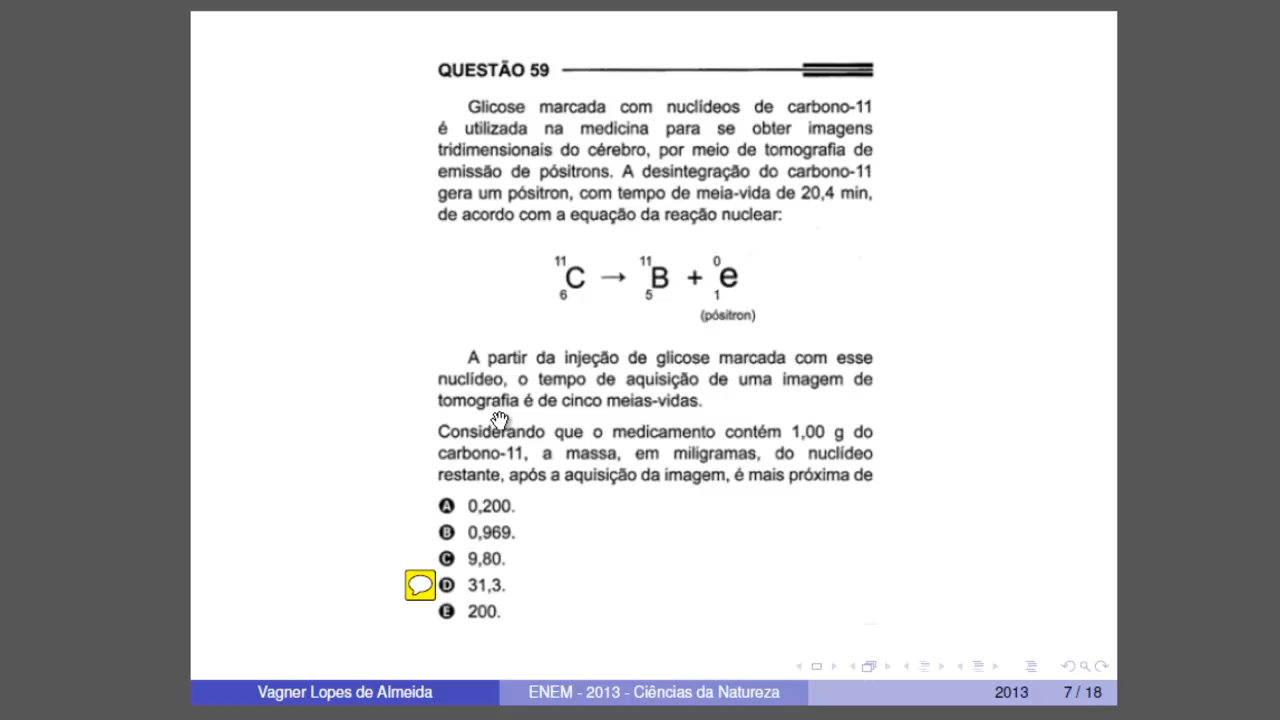 QUESTÃO 59
Glicose marcada com nuclídeos de carbono-11
é utilizada na medicina para se obter imagens
tridimensionais do cérebro, por meio de tomografia de
emissão de pósitrons. A desintegração do carbono-11
gera um pósitron, com tempo de meia-vida de 20,4 min,
de acordo com a equação da reação nuclear:
11 11 0
C → B + e
6 5 1
(pósitron)
A partir da injeção de glicose marcada com esse
nuclídeo, o tempo de aquisição de uma imagem de
tomografia é de cinco meias-vidas.
Considerando que o medicamento contém 1,00 g do
carbono-11, a massa, em miligramas, do nuclídeo
restante, após a aquisição da imagem, é mais próxima de
A 0,200.
B 0,969.
C 9,80.
D 31,3.
E 200.
Vagner Lopes de Almeida ENEM - 2013 - Ciências da Natureza 2013 7 / 18